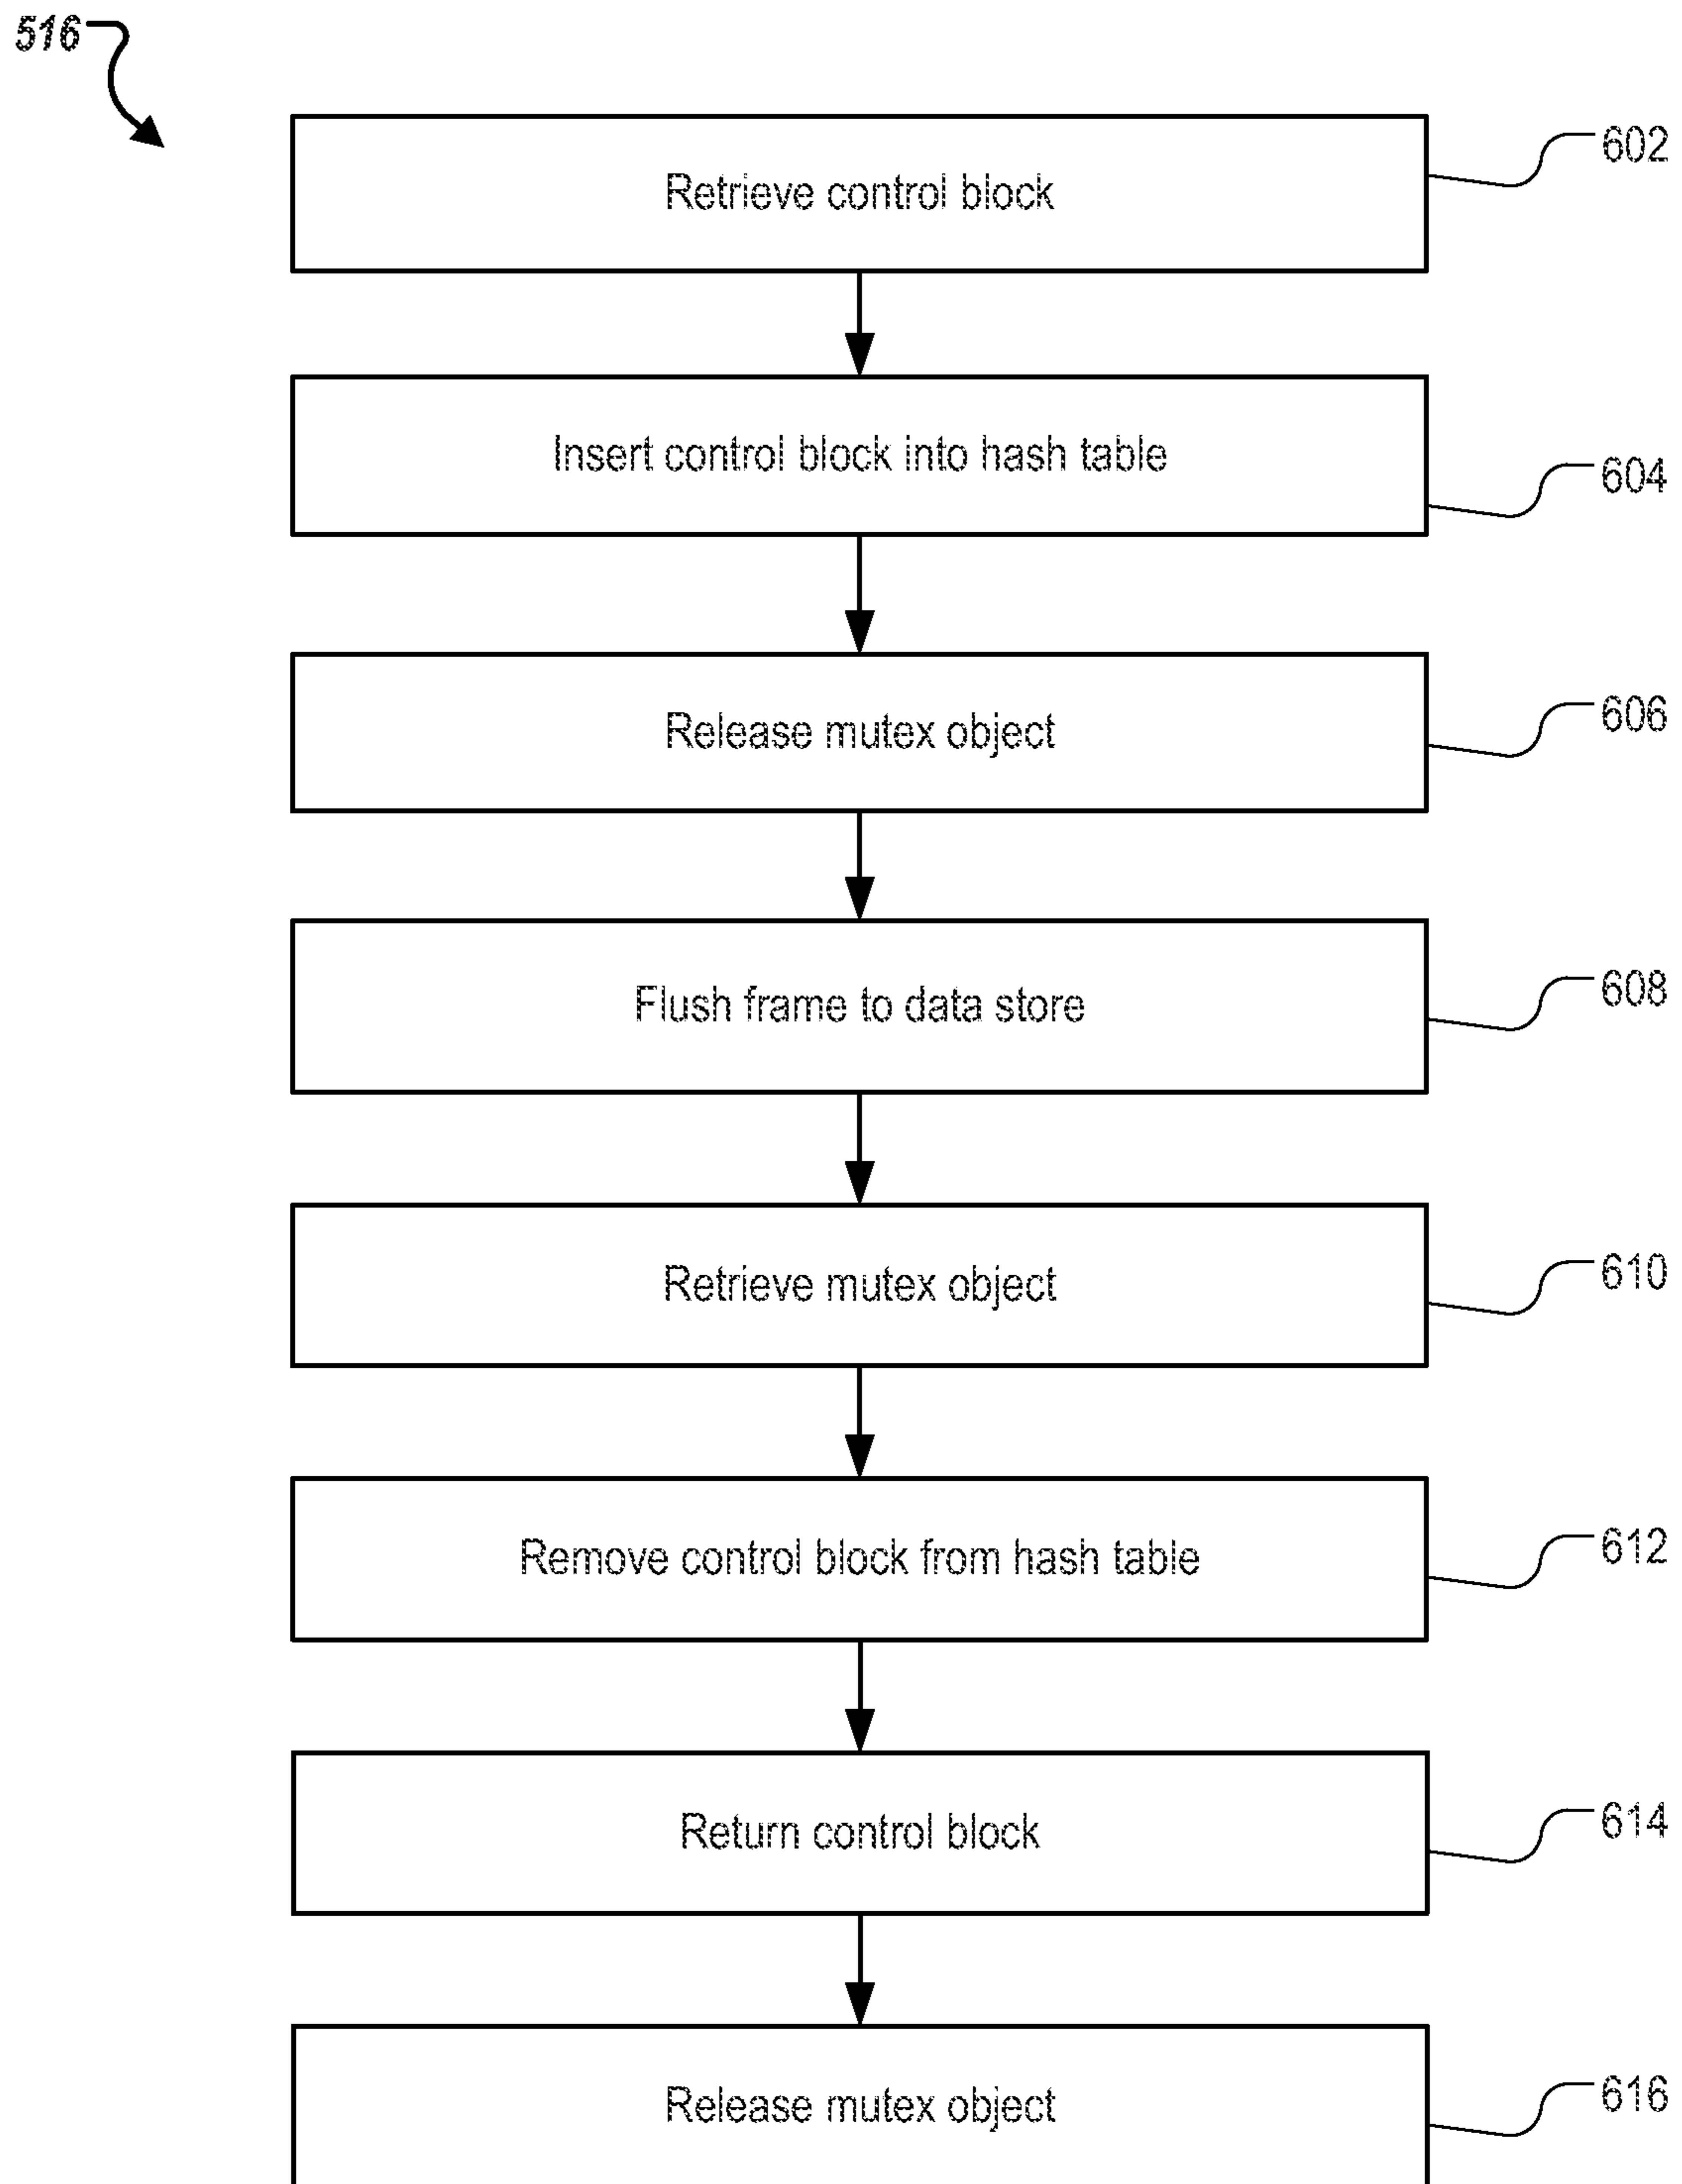 516
Retrieve control block
602
Insert control block into hash table
604
Release mutex object
606
Flush frame to data store
608
Retrieve mutex object
610
Remove control block from hash table
612
Return control block
614
Release mutex object
616